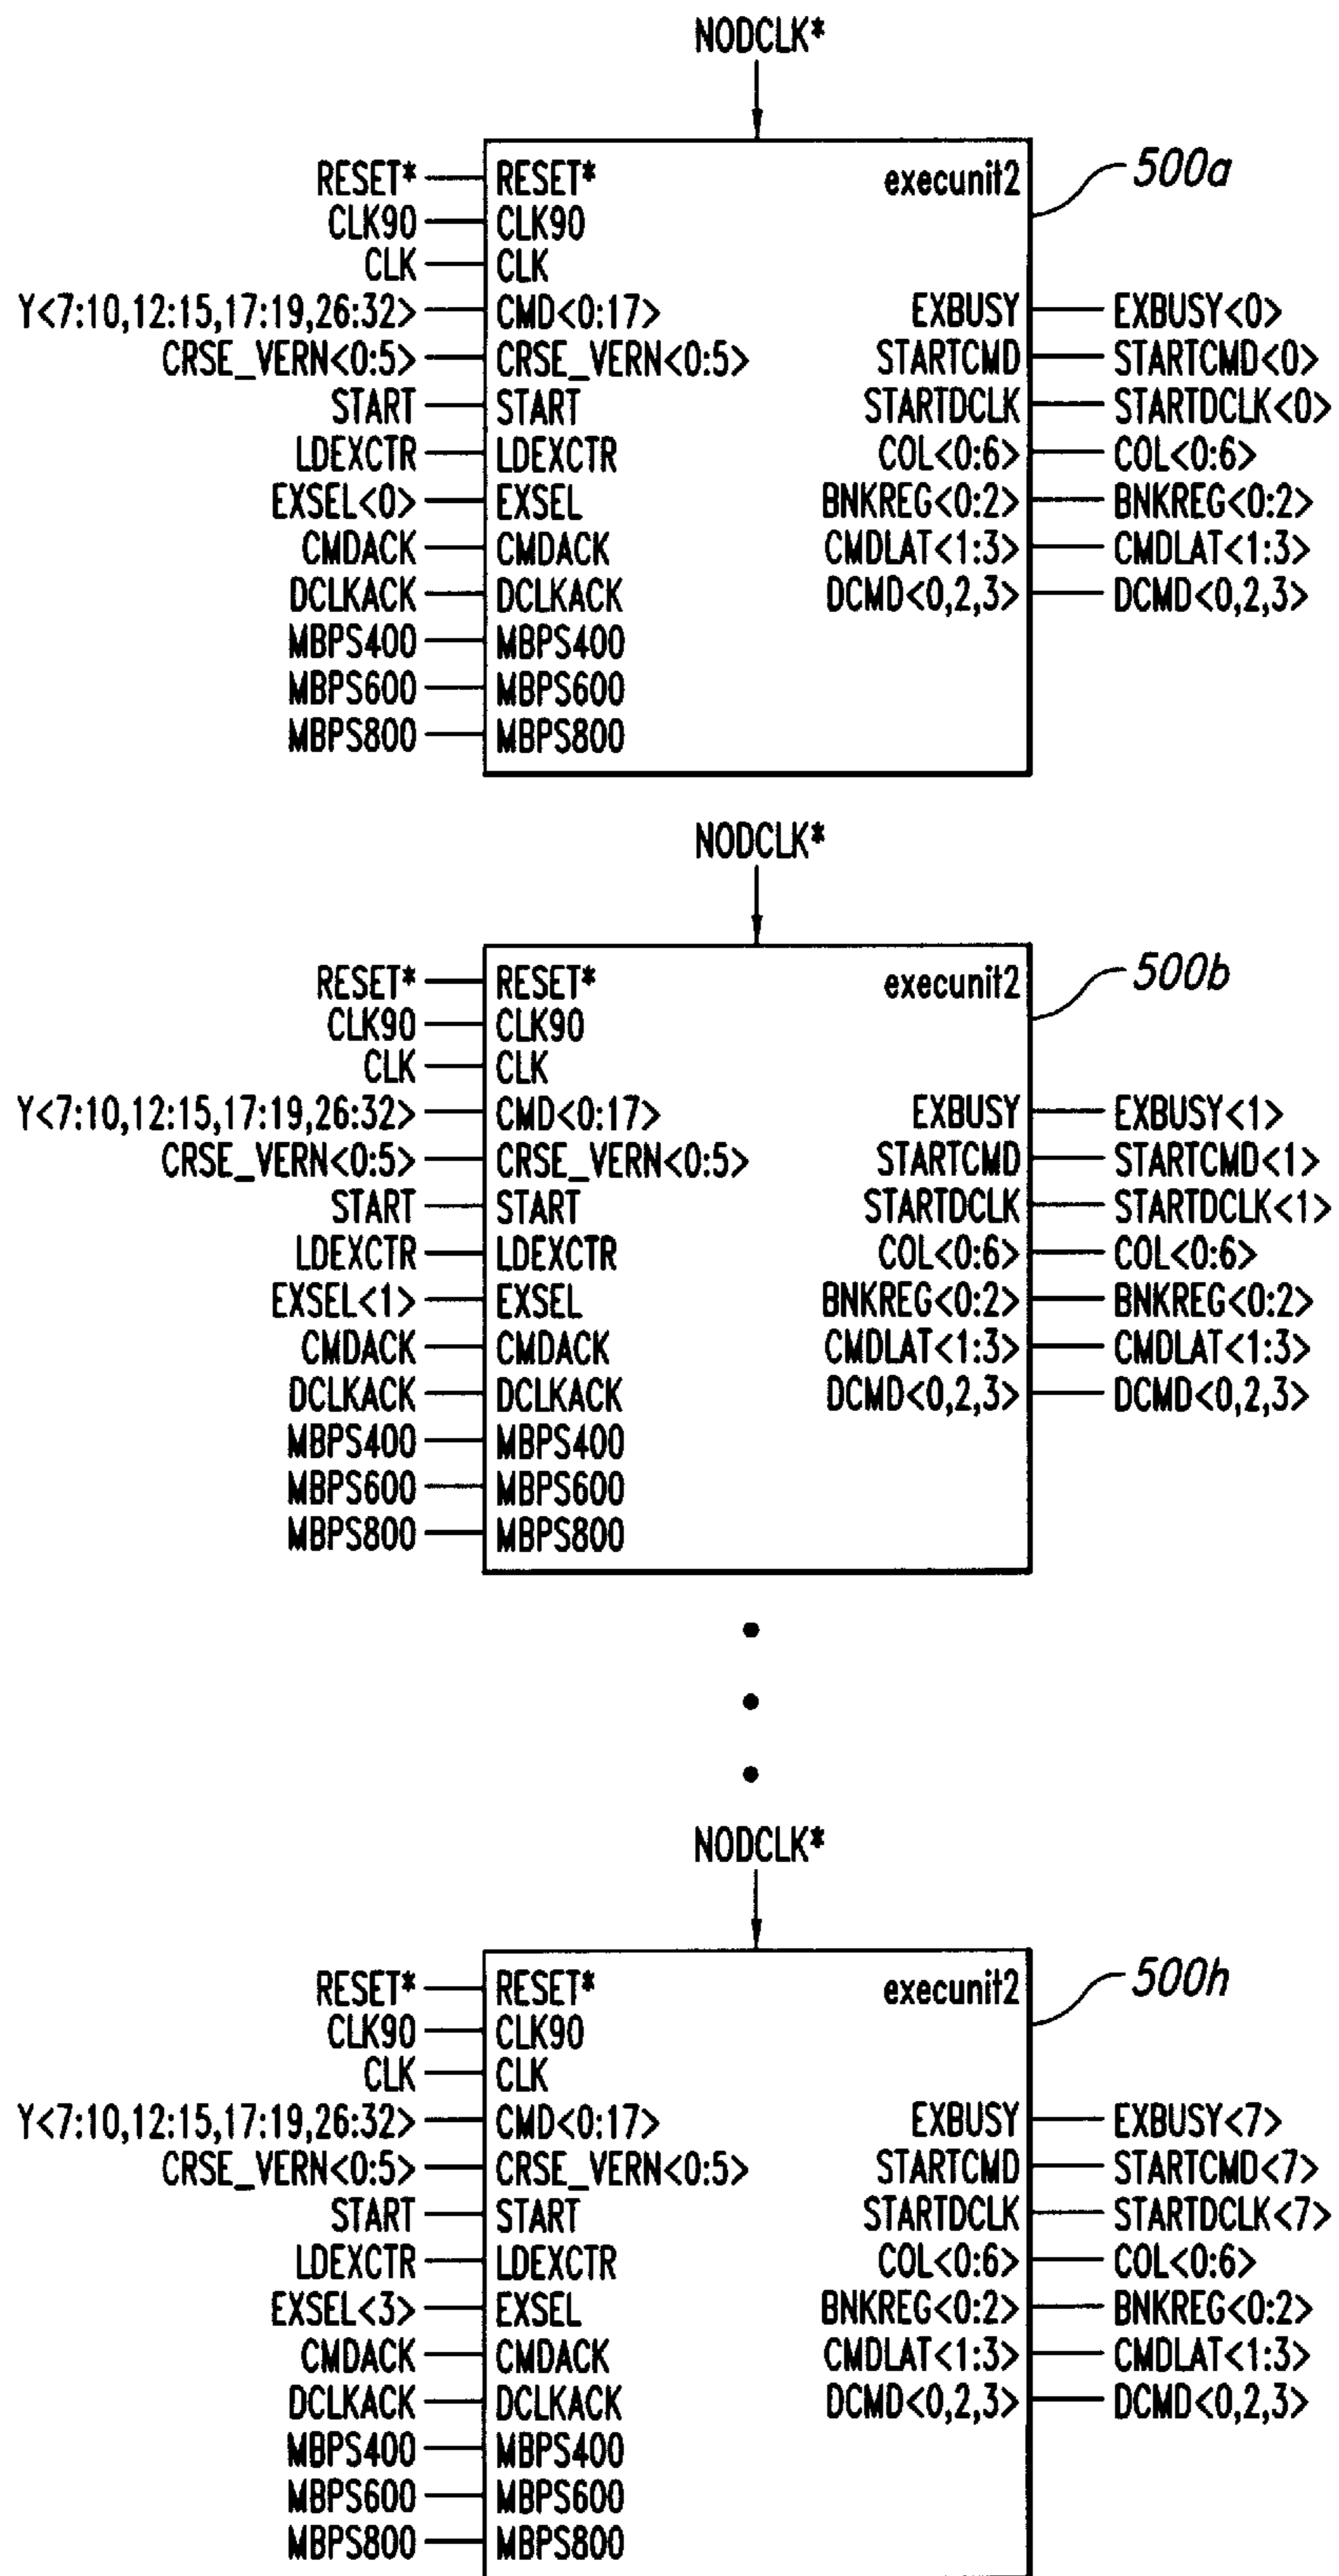 NODCLK*
RESET* RESET* execunit2 500a
CLK90 CLK90
CLK CLK
Y<7:10,12:15,17:19,26:32> CMD<0:17> EXBUSY EXBUSY<0>
CRSE_VERN<0:5> CRSE_VERN<0:5> STARTCMD STARTCMD<0>
START START STARTDCLK STARTDCLK<0>
LDEXCTR LDEXCTR COL<0:6> COL<0:6>
EXSEL<0> EXSEL BNKREG<0:2> BNKREG<0:2>
CMDACK CMDACK CMDLAT<1:3> CMDLAT<1:3>
DCLKACK DCLKACK DCMD<0,2,3> DCMD<0,2,3>
MBPS400 MBPS400
MBPS600 MBPS600
MBPS800 MBPS800
NODCLK*
RESET* RESET* execunit2 500b
CLK90 CLK90
CLK CLK
Y<7:10,12:15,17:19,26:32> CMD<0:17> EXBUSY EXBUSY<1>
CRSE_VERN<0:5> CRSE_VERN<0:5> STARTCMD STARTCMD<1>
START START STARTDCLK STARTDCLK<1>
LDEXCTR LDEXCTR COL<0:6> COL<0:6>
EXSEL<1> EXSEL BNKREG<0:2> BNKREG<0:2>
CMDACK CMDACK CMDLAT<1:3> CMDLAT<1:3>
DCLKACK DCLKACK DCMD<0,2,3> DCMD<0,2,3>
MBPS400 MBPS400
MBPS600 MBPS600
MBPS800 MBPS800
NODCLK*
RESET* RESET* execunit2 500h
CLK90 CLK90
CLK CLK
Y<7:10,12:15,17:19,26:32> CMD<0:17> EXBUSY EXBUSY<7>
CRSE_VERN<0:5> CRSE_VERN<0:5> STARTCMD STARTCMD<7>
START START STARTDCLK STARTDCLK<7>
LDEXCTR LDEXCTR COL<0:6> COL<0:6>
EXSEL<3> EXSEL BNKREG<0:2> BNKREG<0:2>
CMDACK CMDACK CMDLAT<1:3> CMDLAT<1:3>
DCLKACK DCLKACK DCMD<0,2,3> DCMD<0,2,3>
MBPS400 MBPS400
MBPS600 MBPS600
MBPS800 MBPS800